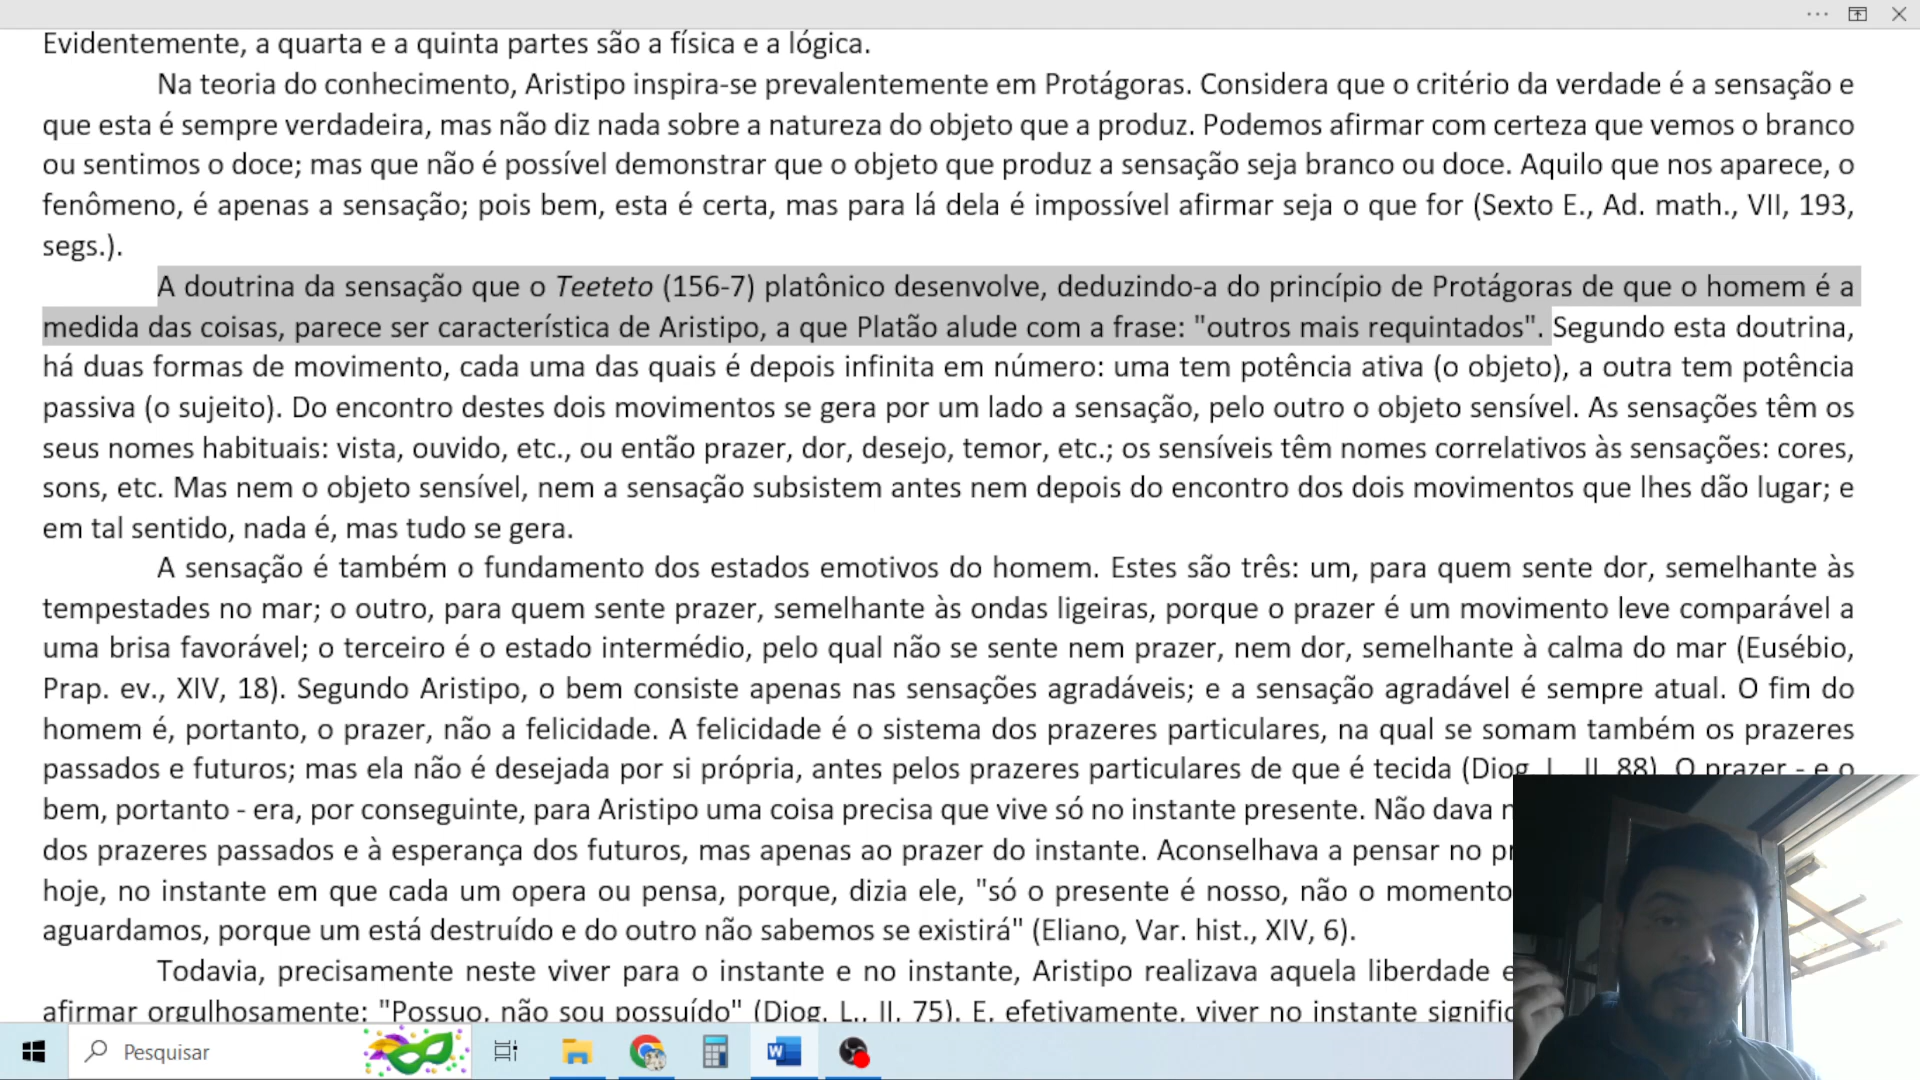 Evidentemente, a quarta e a quinta partes são a física e a lógica.
Na teoria do conhecimento, Aristipo inspira-se prevalentemente em Protágoras. Considera que o critério da verdade é a sensação e
que esta é sempre verdadeira, mas não diz nada sobre a natureza do objeto que a produz. Podemos afirmar com certeza que vemos o branco
ou sentimos o doce; mas que não é possível demonstrar que o objeto que produz a sensação seja branco ou doce. Aquilo que nos aparece, o
fenômeno, é apenas a sensação; pois bem, esta é certa, mas para lá dela é impossível afirmar seja o que for (Sexto E., Ad. math., VII, 193,
segs.).
A doutrina da sensação que o Teeteto (156-7) platônico desenvolve, deduzindo-a do princípio de Protágoras de que o homem é a
medida das coisas, parece ser característica de Aristipo, a que Platão alude com a frase: "outros mais requintados". Segundo esta doutrina,
há duas formas de movimento, cada uma das quais é depois infinita em número: uma tem potência ativa (o objeto), a outra tem potência
passiva (o sujeito). Do encontro destes dois movimentos se gera por um lado a sensação, pelo outro o objeto sensível. As sensações têm os
seus nomes habituais: vista, ouvido, etc., ou então prazer, dor, desejo, temor, etc.; os sensíveis têm nomes correlativos às sensações: cores,
sons, etc. Mas nem o objeto sensível, nem a sensação subsistem antes nem depois do encontro dos dois movimentos que lhes dão lugar; e
em tal sentido, nada é, mas tudo se gera.
A sensação é também o fundamento dos estados emotivos do homem. Estes são três: um, para quem sente dor, semelhante às
tempestades no mar; o outro, para quem sente prazer, semelhante às ondas ligeiras, porque o prazer é um movimento leve comparável a
uma brisa favorável; o terceiro é o estado intermédio, pelo qual não se sente nem prazer, nem dor, semelhante à calma do mar (Eusébio,
Prap. ev., XIV, 18). Segundo Aristipo, o bem consiste apenas nas sensações agradáveis; e a sensação agradável é sempre atual. O fim do
homem é, portanto, o prazer, não a felicidade. A felicidade é o sistema dos prazeres particulares, na qual se somam também os prazeres
passados e futuros; mas ela não é desejada por si própria, antes pelos prazeres particulares de que é tecida (Diog. L., II, 88). O prazer - e o
bem, portanto - era, por conseguinte, para Aristipo uma coisa precisa que vive só no instante presente. Não dava
dos prazeres passados e à esperança dos futuros, mas apenas ao prazer do instante. Aconselhava a pensar no
hoje, no instante em que cada um opera ou pensa, porque, dizia ele, "só o presente é nosso, não o momento
aguardamos, porque um está destruído e do outro não sabemos se existirá" (Eliano, Var. hist., XIV, 6).
Todavia, precisamente neste viver para o instante e no instante, Aristipo realizava aquela liberdade
afirmar orgulhosamente: "Possuo, não sou possuído" (Diog. L., II, 75). E, efetivamente, viver no instante
Pesquisar